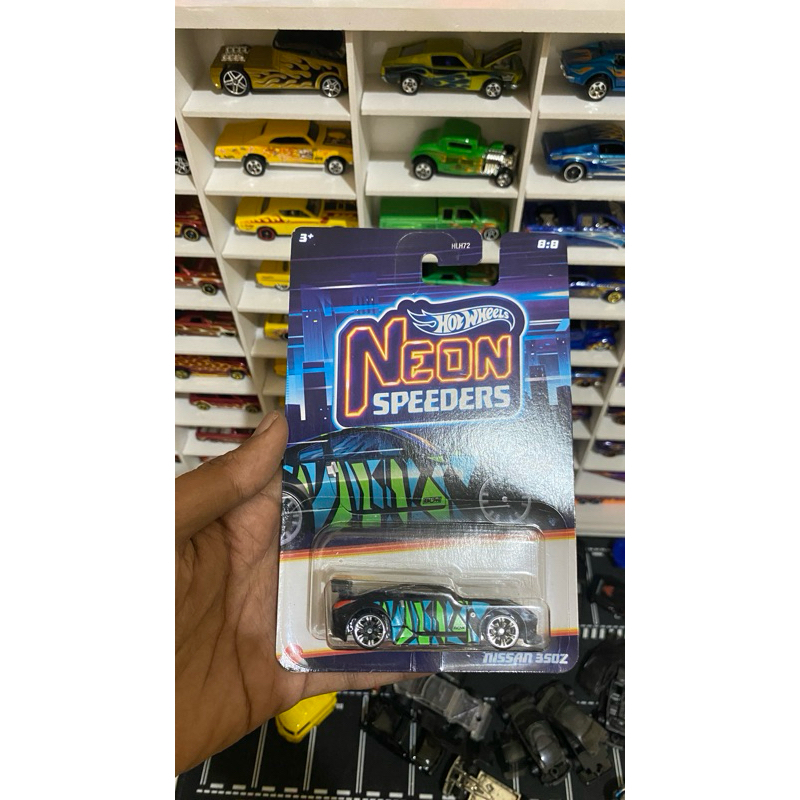 3+
HLH72
8:8
HOT WHEELS
NEON
SPEEDERS
NISSAN 350Z